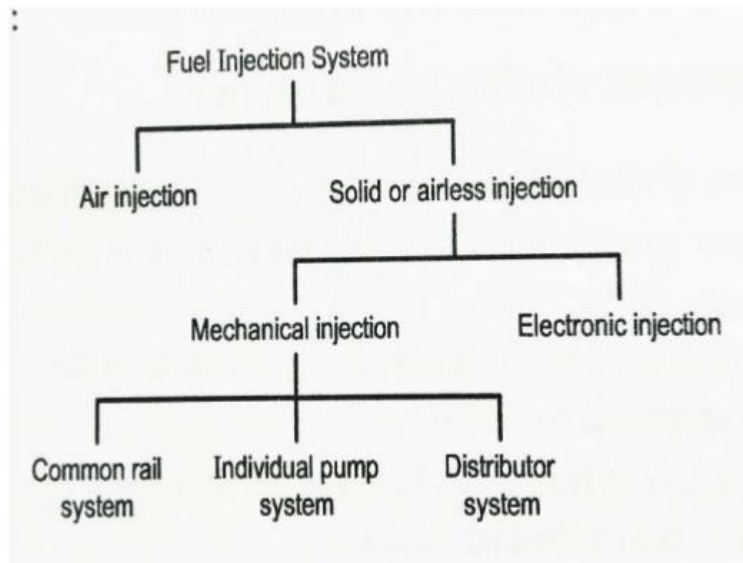 :
Fuel Injection System
Air injection
Solid or airless injection
Mechanical injection
Electronic injection
Common rail
system
Individual pump
system
Distributor
system